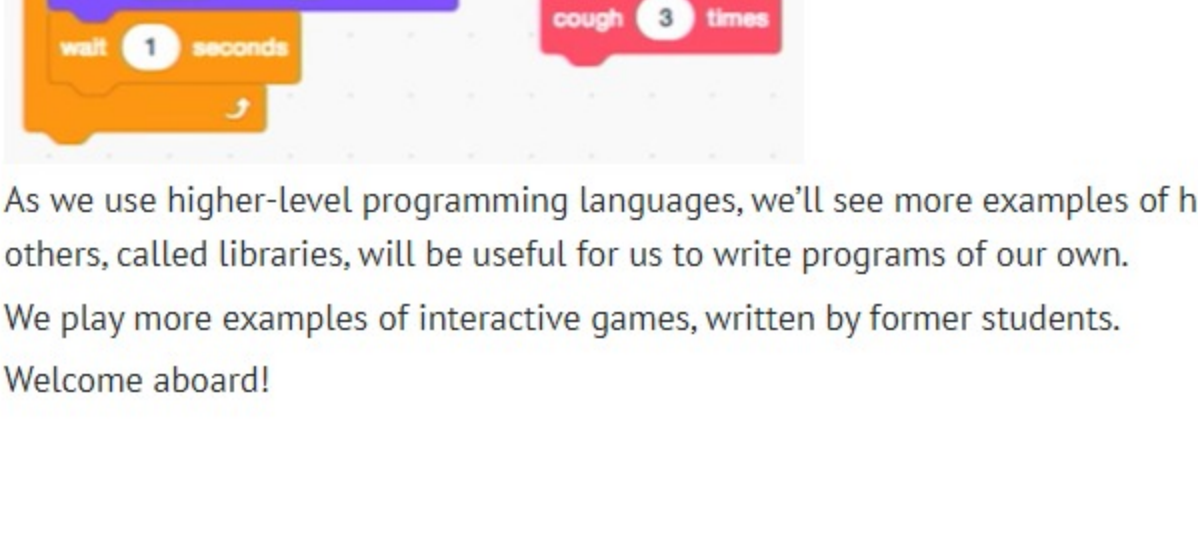 cough 3 times
wait 1 seconds
As we use higher-level programming languages, we’ll see more examples of h
others, called libraries, will be useful for us to write programs of our own.
We play more examples of interactive games, written by former students.
Welcome aboard!